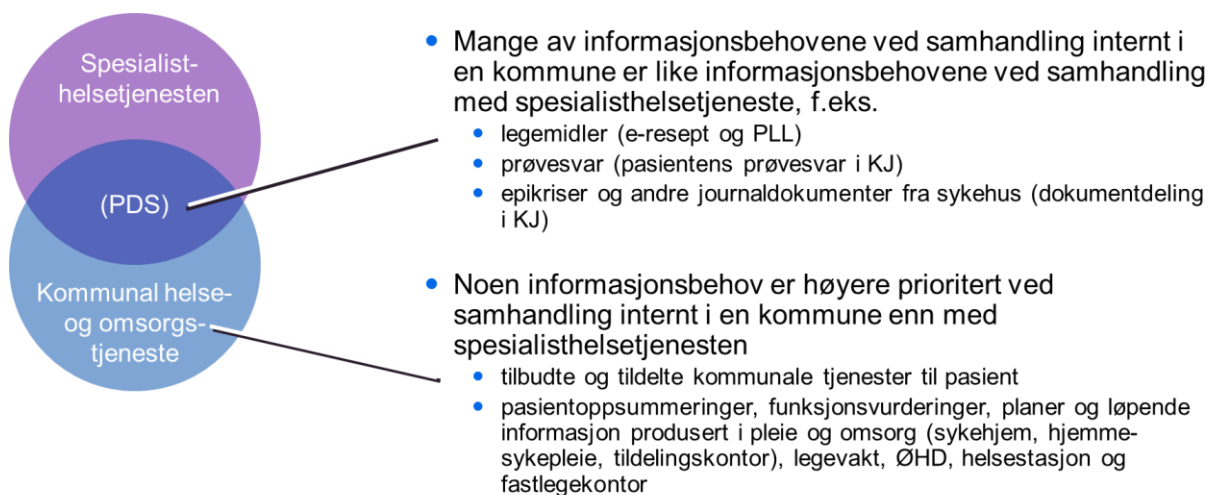 Spesialist-
helsetjenesten
(PDS)
Kommunal helse-
og omsorgs-
tjeneste
• Mange av informasjonsbehovene ved samhandling internt i
en kommune er like informasjonsbehovene ved samhandling
med spesialisthelsetjeneste, f.eks.
• legemidler (e-resept og PLL)
• prøvesvar (pasientens prøvesvar i KJ)
• epikriser og andre journaldokumenter fra sykehus (dokumentdeling
i KJ)
• Noen informasjonsbehov er høyere prioritert ved
samhandling internt i en kommune enn med
spesialisthelsetjenesten
• tilbudte og tildelte kommunale tjenester til pasient
• pasientoppsummeringer, funksjonsvurderinger, planer og løpende
informasjon produsert i pleie og omsorg (sykehjem, hjemme-
sykepleie, tildelingskontor), legevakt, ØHD, helsestasjon og
fastlegekontor